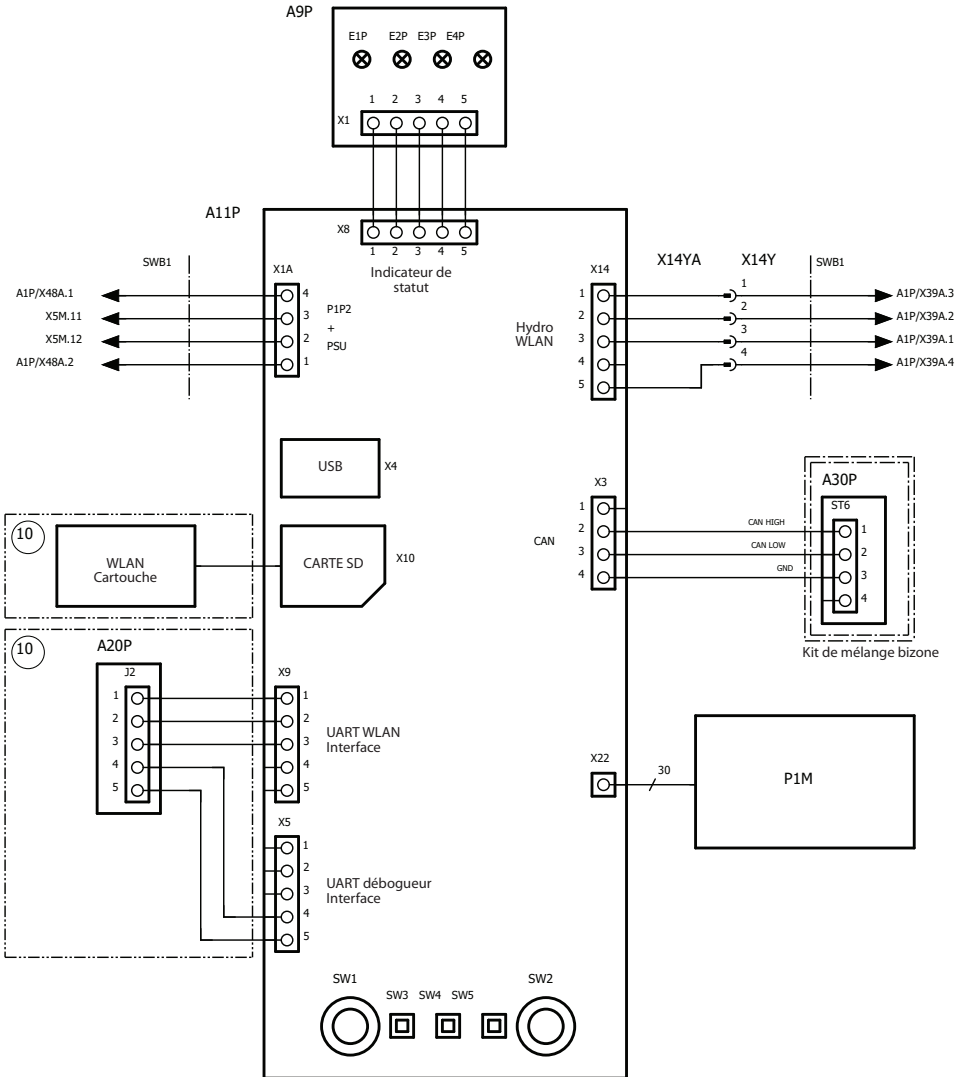 A9P
E1P E2P E3P E4P
1 2 3 4 5
X1
A11P
X8
1 2 3 4 5
Indicateur de
statut
SWB1
X1A
A1P/X48A.1
X5M.11
X5M.12
A1P/X48A.2
4
3
2
1
P1P2
+
PSU
X14
X14YA
X14Y
SWB1
Hydro
WLAN
1
2
3
4
5
1
2
3
4
A1P/X39A.3
A1P/X39A.2
A1P/X39A.1
A1P/X39A.4
USB
X4
10
WLAN
Cartouche
CARTE SD
X10
X3
CAN
1
2
3
4
CAN HIGH
CAN LOW
GND
A30P
ST6
1
2
3
4
Kit de mélange bizone
10
A20P
J2
1
2
3
4
5
X9
1
2
3
4
5
UART WLAN
Interface
X5
1
2
3
4
5
UART débogueur
Interface
X22
30
P1M
SW1
SW3 SW4 SW5
SW2